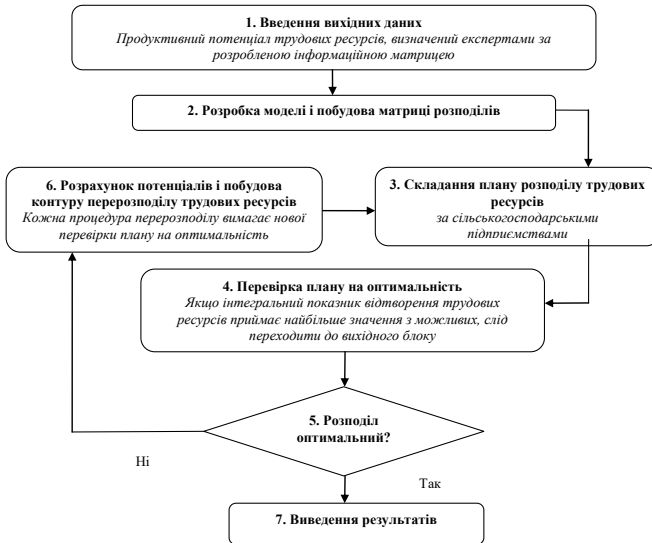 1. Введення вихідних даних
Продуктивний потенціал трудових ресурсів, визначений експертами за
розробленою інформаційною матрицею
2. Розробка моделі і побудова матриці розподілів
6. Розрахунок потенціалів і побудова
контуру перерозподілу трудових ресурсів
Кожна процедура перерозподілу вимагає нової
перевірки плану на оптимальність
3. Складання плану розподілу трудових
ресурсів
за сільськогосподарськими
підприємствами
4. Перевірка плану на оптимальність
Якщо інтегральний показник відтворення трудових
ресурсів приймає найбільше значення з можливих, слід
переходити до вихідного блоку
5. Розподіл
оптимальний?
Ні
Так
7. Виведення результатів